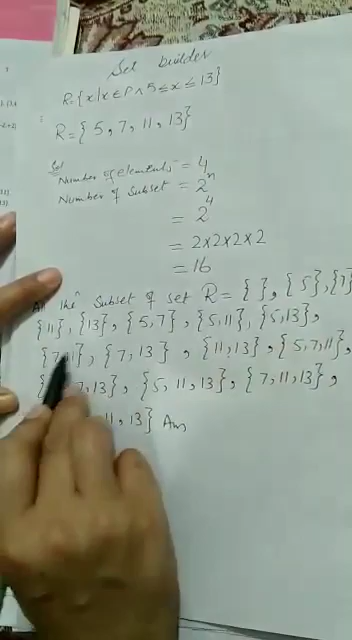 Set builder
R={x/x∈P∧5≤x≤13}
R={5,7,11,13}
Sol
Number of elements = 4
Number of Subset = 2ⁿ
= 2⁴
= 2×2×2×2
= 16
All the Subset of set R={ },{5},{7}
{11},{13},{5,7},{5,11},{5,13},
{7,11},{7,13},{11,13},{5,7,11},
7,13},{5,11,13},{7,11,13},
11,13} Ans